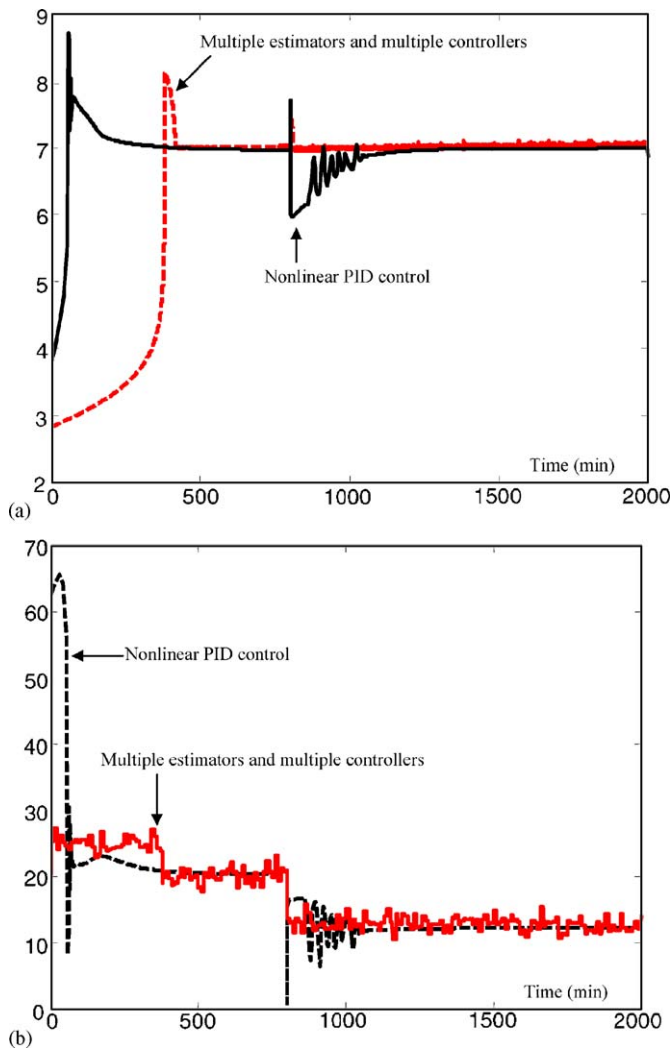 9
Multiple estimators and multiple controllers
8
7
6
Nonlinear PID control
5
4
3
Time (min)
2
0 500 1000 1500 2000
(a)
70
60
Nonlinear PID control
50
40
Multiple estimators and multiple controllers
30
20
10
Time (min)
0
0 500 1000 1500 2000
(b)